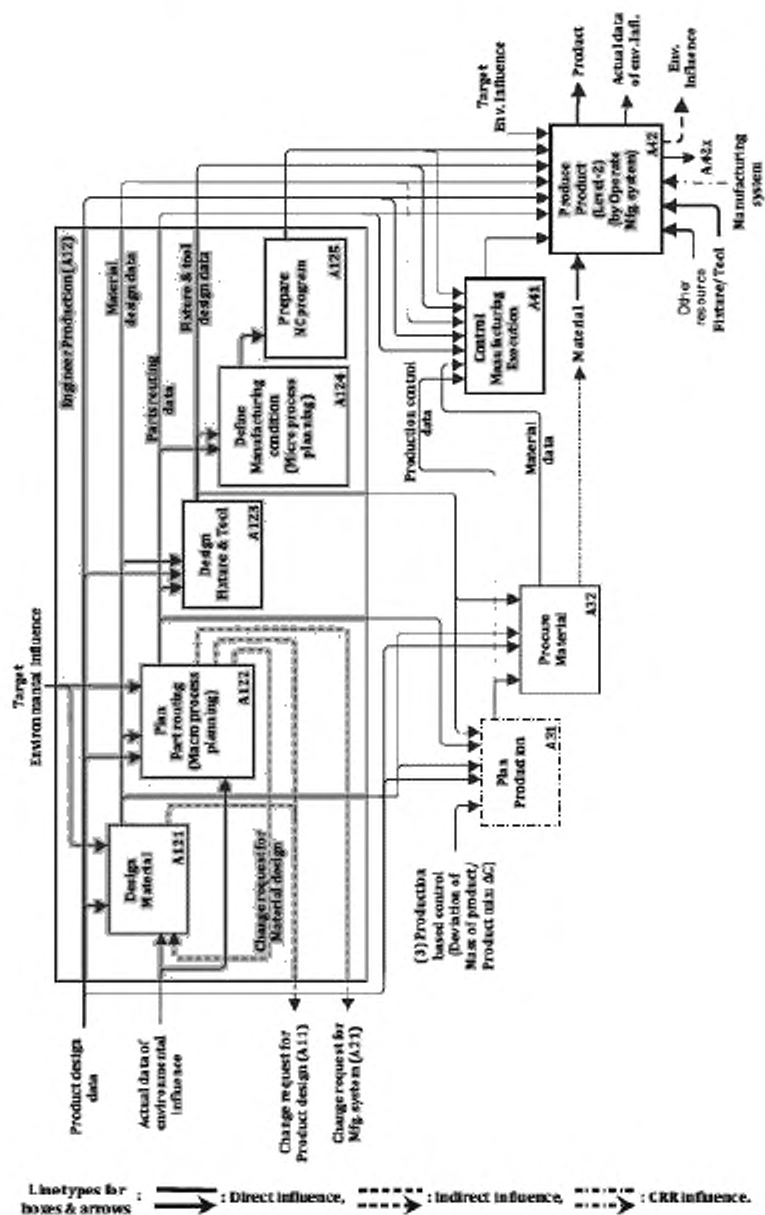 Target
Environmental influence
Engineer Production (A12)
Product design
data
Actual data of
environmental
influence
Change request for
Product design (A11)
Change request for
Mfg. system (A21)
Design
Material
A121
Change request for
Material design
Plan
Part routing
(Macro process
planning)
A122
Material
design data
Parts routing
data
Fixture & tool
design data
Design
Fixture & Tool
A123
Define
Manufacturing
condition
(Micro process
planning)
A124
Prepare
NC program
A125
(3) Production
based control
(Deviation of
Mass of product/
Product mix: ΔG)
Plan
Production
A31
Procure
Material
A32
Production control
data
Material
data
Control
Manufacturing
Execution
A41
Material
Target
Env. Influence
Produce
Product
(Level-2)
(by Operate
Mfg. system)
A42
Product
Actual data
of env. Infl.
Env.
Influence
A42x
Other
resource
Fixture/Tool
Manufacturing
system
Line types for
boxes & arrows
: : Direct influence, : Indirect influence, : CRR influence.